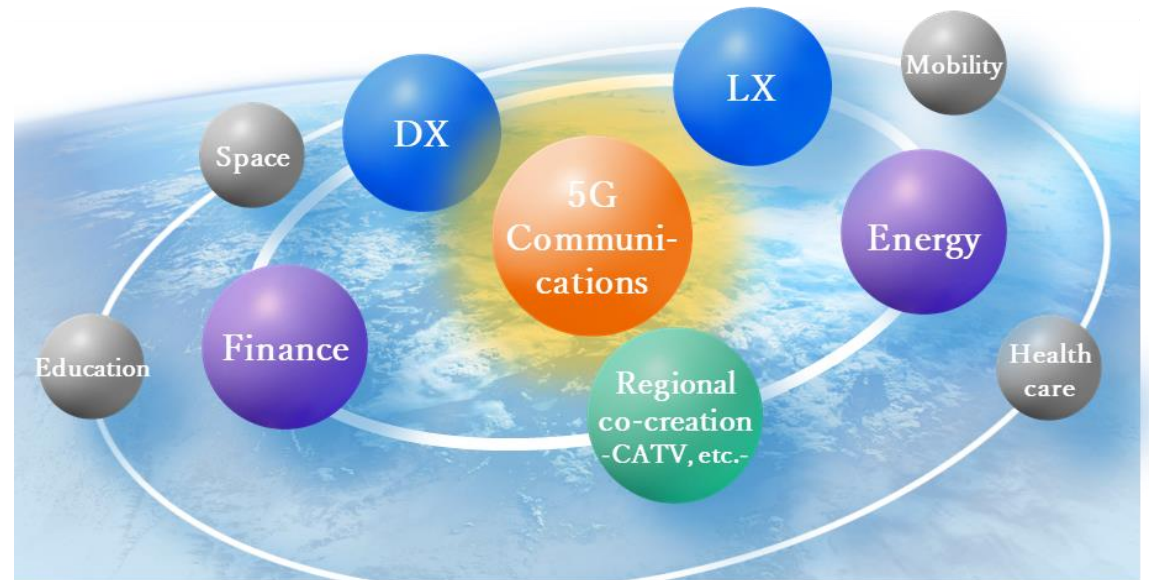 LX
Mobility
DX
Space
5G
Communi-
cations
Energy
Finance
Education
Health
care
Regional
co-creation
-CATV, etc.-